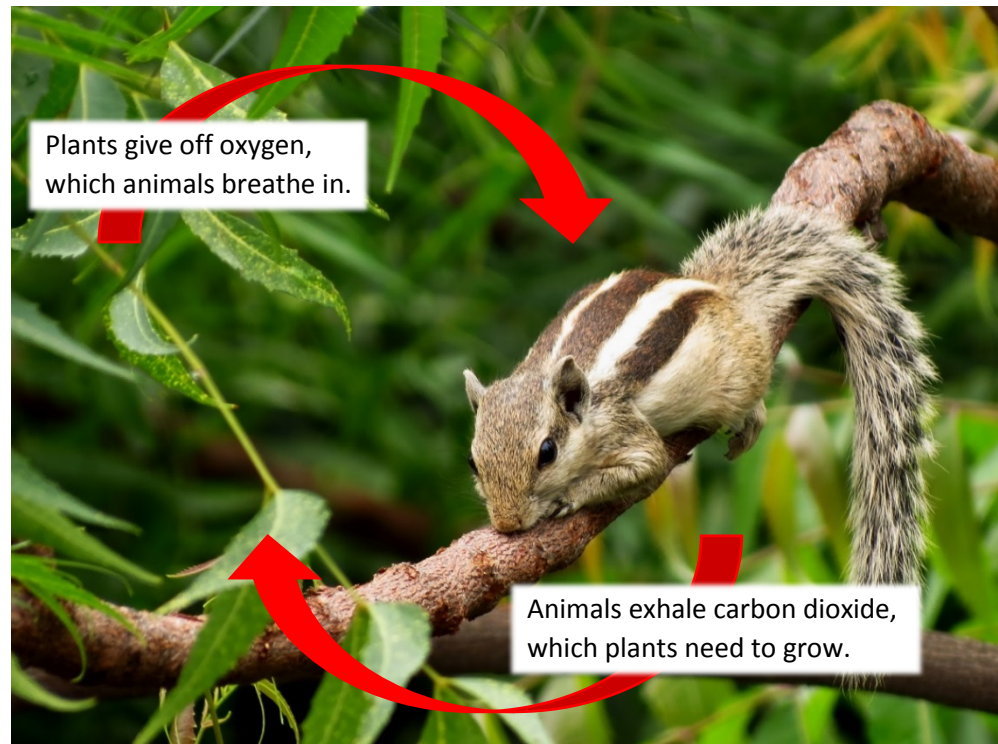 Plants give off oxygen,
which animals breathe in.
Animals exhale carbon dioxide,
which plants need to grow.